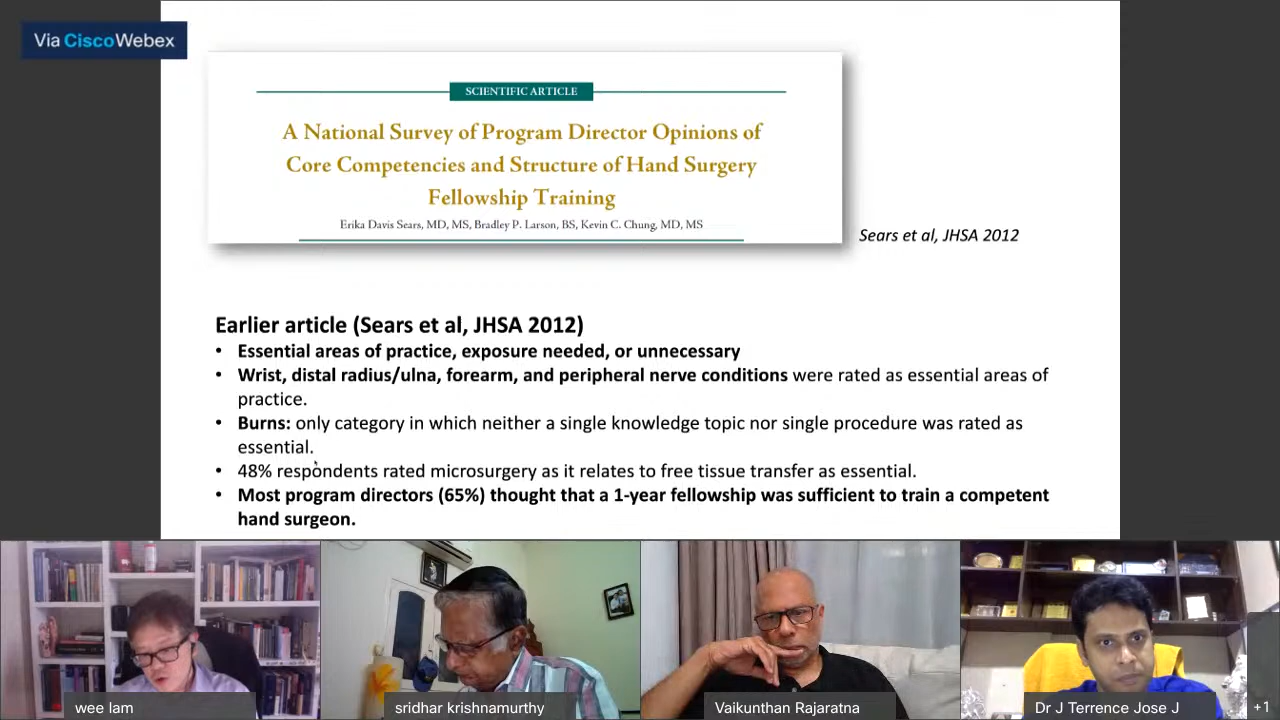 Via CiscoWebex
SCIENTIFIC ARTICLE
A National Survey of Program Director Opinions of
Core Competencies and Structure of Hand Surgery
Fellowship Training
Erika Davis Sears, MD, MS, Bradley P. Larson, BS, Kevin C. Chung, MD, MS
Sears et al, JHSA 2012
Earlier article (Sears et al, JHSA 2012)
• Essential areas of practice, exposure needed, or unnecessary
• Wrist, distal radius/ulna, forearm, and peripheral nerve conditions were rated as essential areas of
practice.
• Burns: only category in which neither a single knowledge topic nor single procedure was rated as
essential.
• 48% respondents rated microsurgery as it relates to free tissue transfer as essential.
• Most program directors (65%) thought that a 1-year fellowship was sufficient to train a competent
hand surgeon.
wee lam
sridhar krishnamurthy
Vaikunthan Rajaratna
Dr J Terrence Jose J
+1